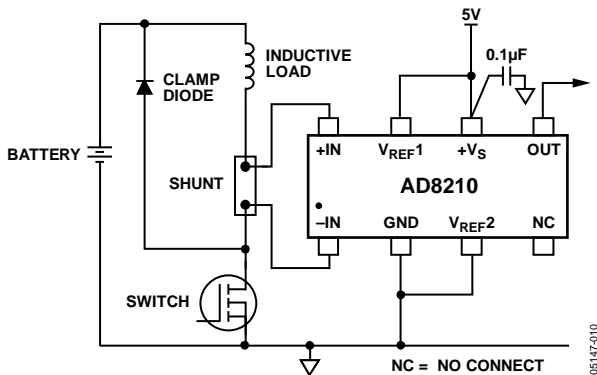 5V
0.1µF
INDUCTIVE
LOAD
CLAMP
DIODE
BATTERY
SHUNT
SWITCH
+IN
VREF1
+VS
OUT
AD8210
–IN
GND
VREF2
NC
NC = NO CONNECT
05147-010